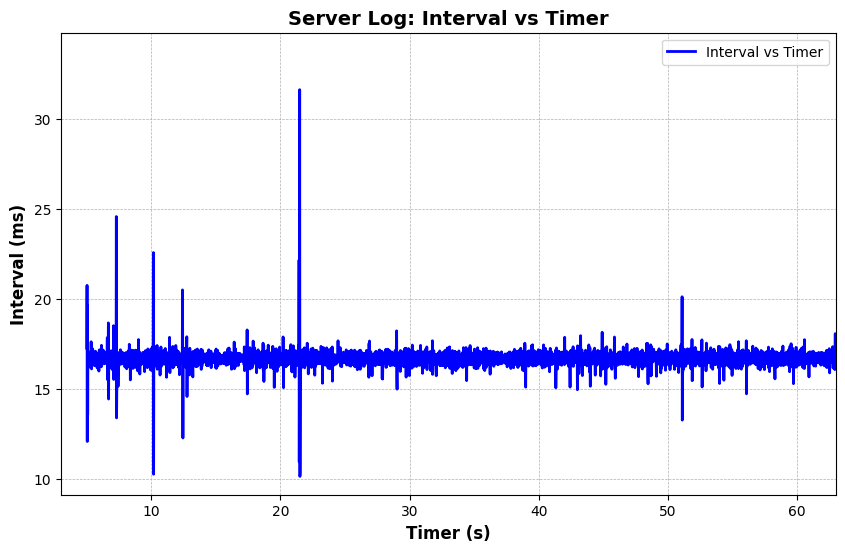 Server Log: Interval vs Timer
Interval vs Timer
30
25
20
15
10
Interval (ms)
10 20 30 40 50 60
Timer (s)